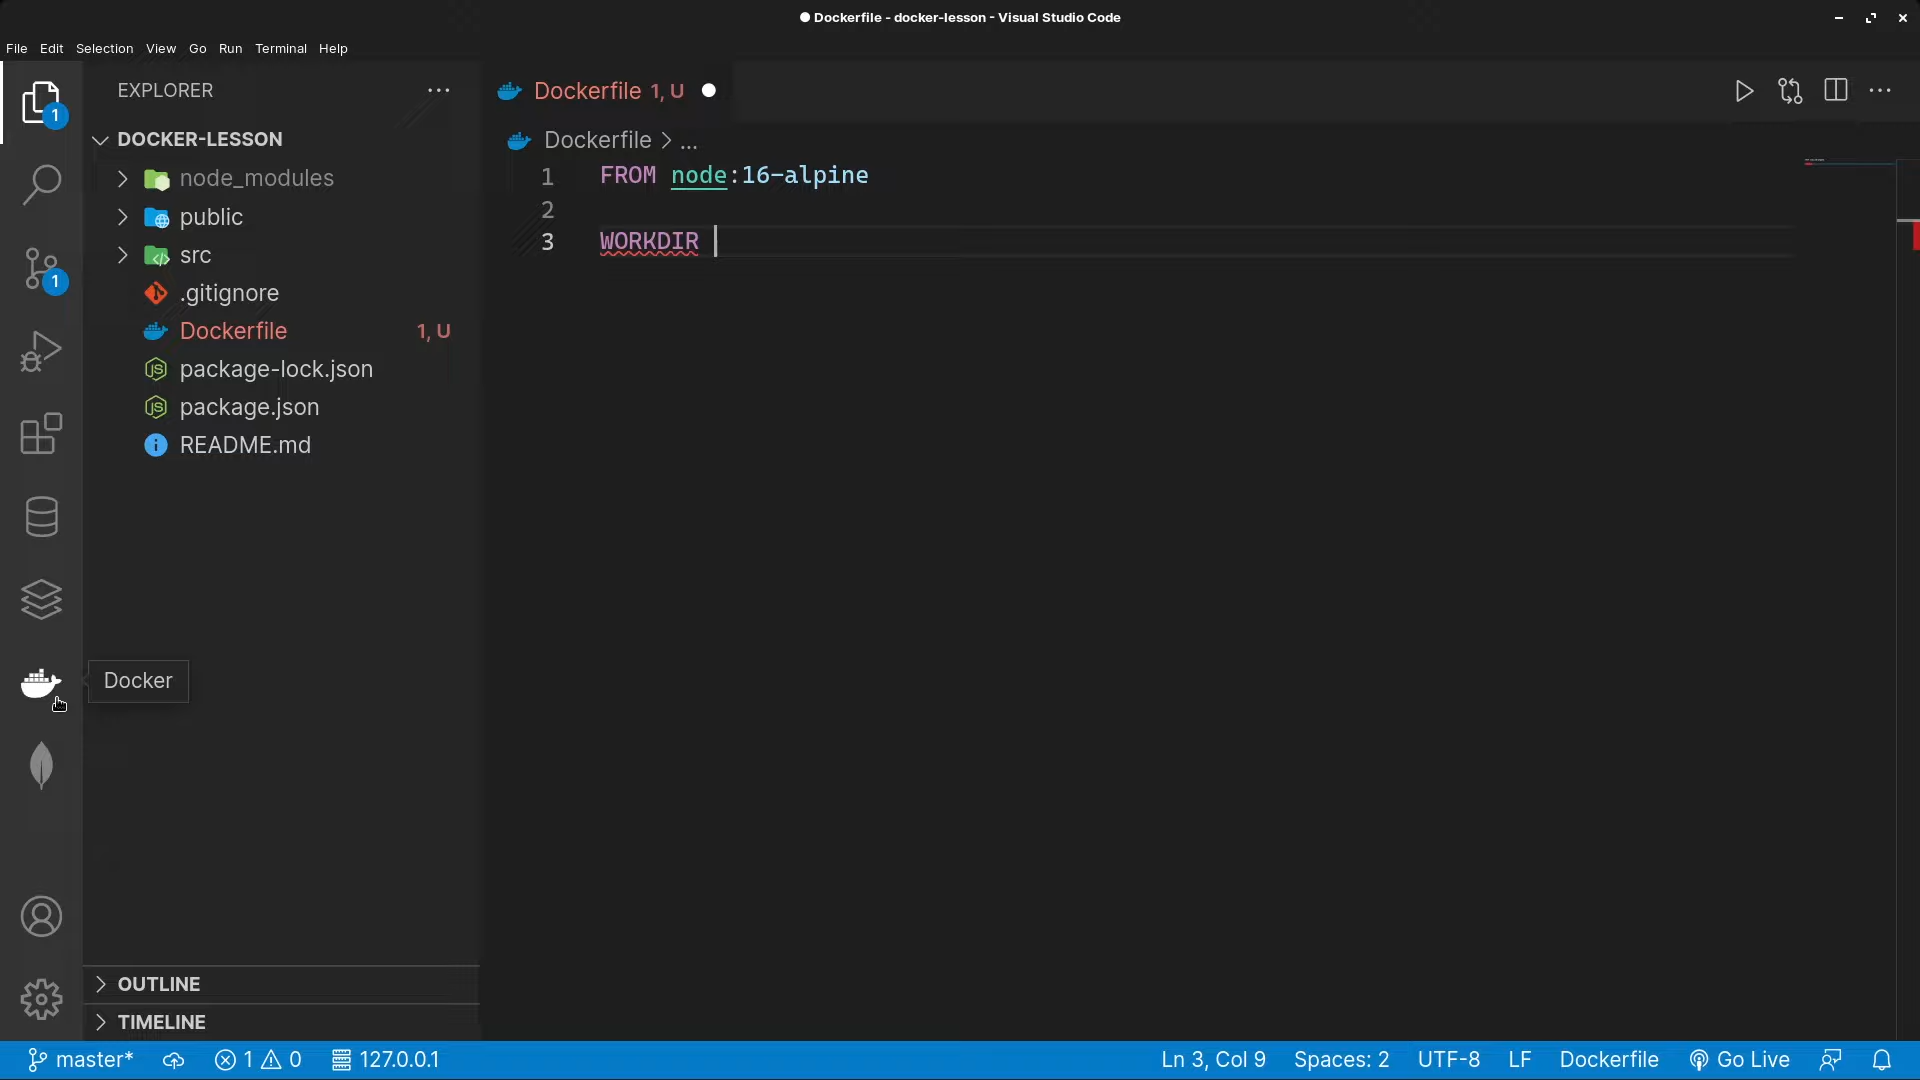 Dockerfile - docker-lesson - Visual Studio Code
File Edit Selection View Go Run Terminal Help
EXPLORER
Dockerfile 1, U
1
DOCKER-LESSON
Dockerfile > ...
node_modules
public
src
.gitignore
Dockerfile 1, U
package-lock.json
package.json
README.md
1
1 FROM node:16-alpine
2
3 WORKDIR
Docker
OUTLINE
TIMELINE
master* 1 0 127.0.0.1 Ln 3, Col 9 Spaces: 2 UTF-8 LF Dockerfile Go Live